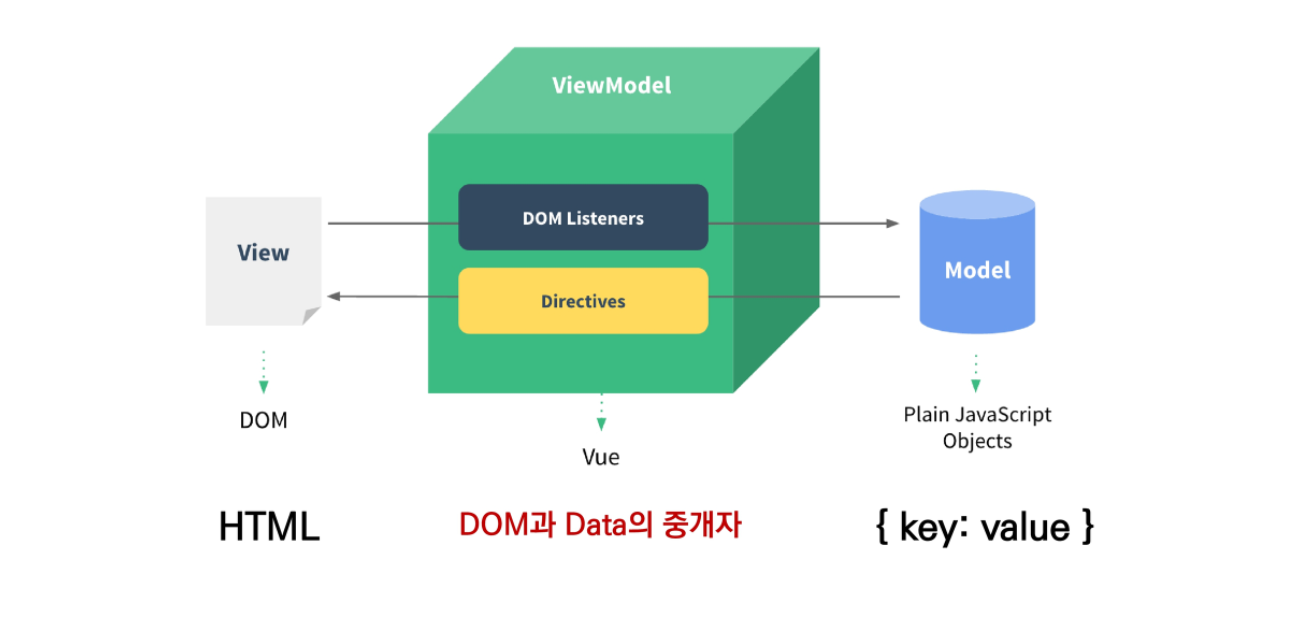 ViewModel
DOM Listeners
View
Directives
Model
DOM
Vue
Plain JavaScript
Objects
HTML
DOM과 Data의 중개자
{ key: value }